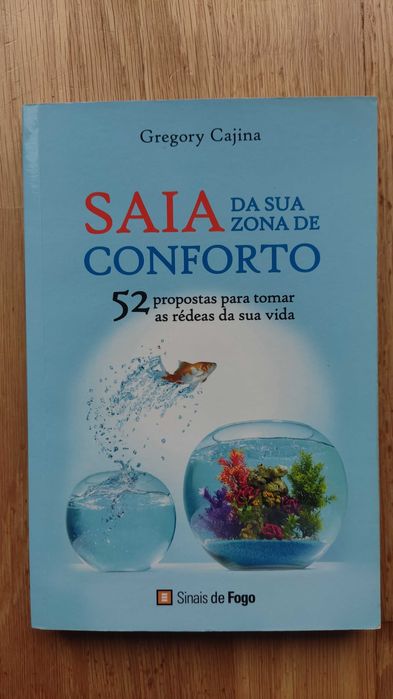 Gregory Cajina
SAIA DA SUA
ZONA DE
CONFORTO
52 propostas para tomar
as rédeas da sua vida
Sinais de Fogo